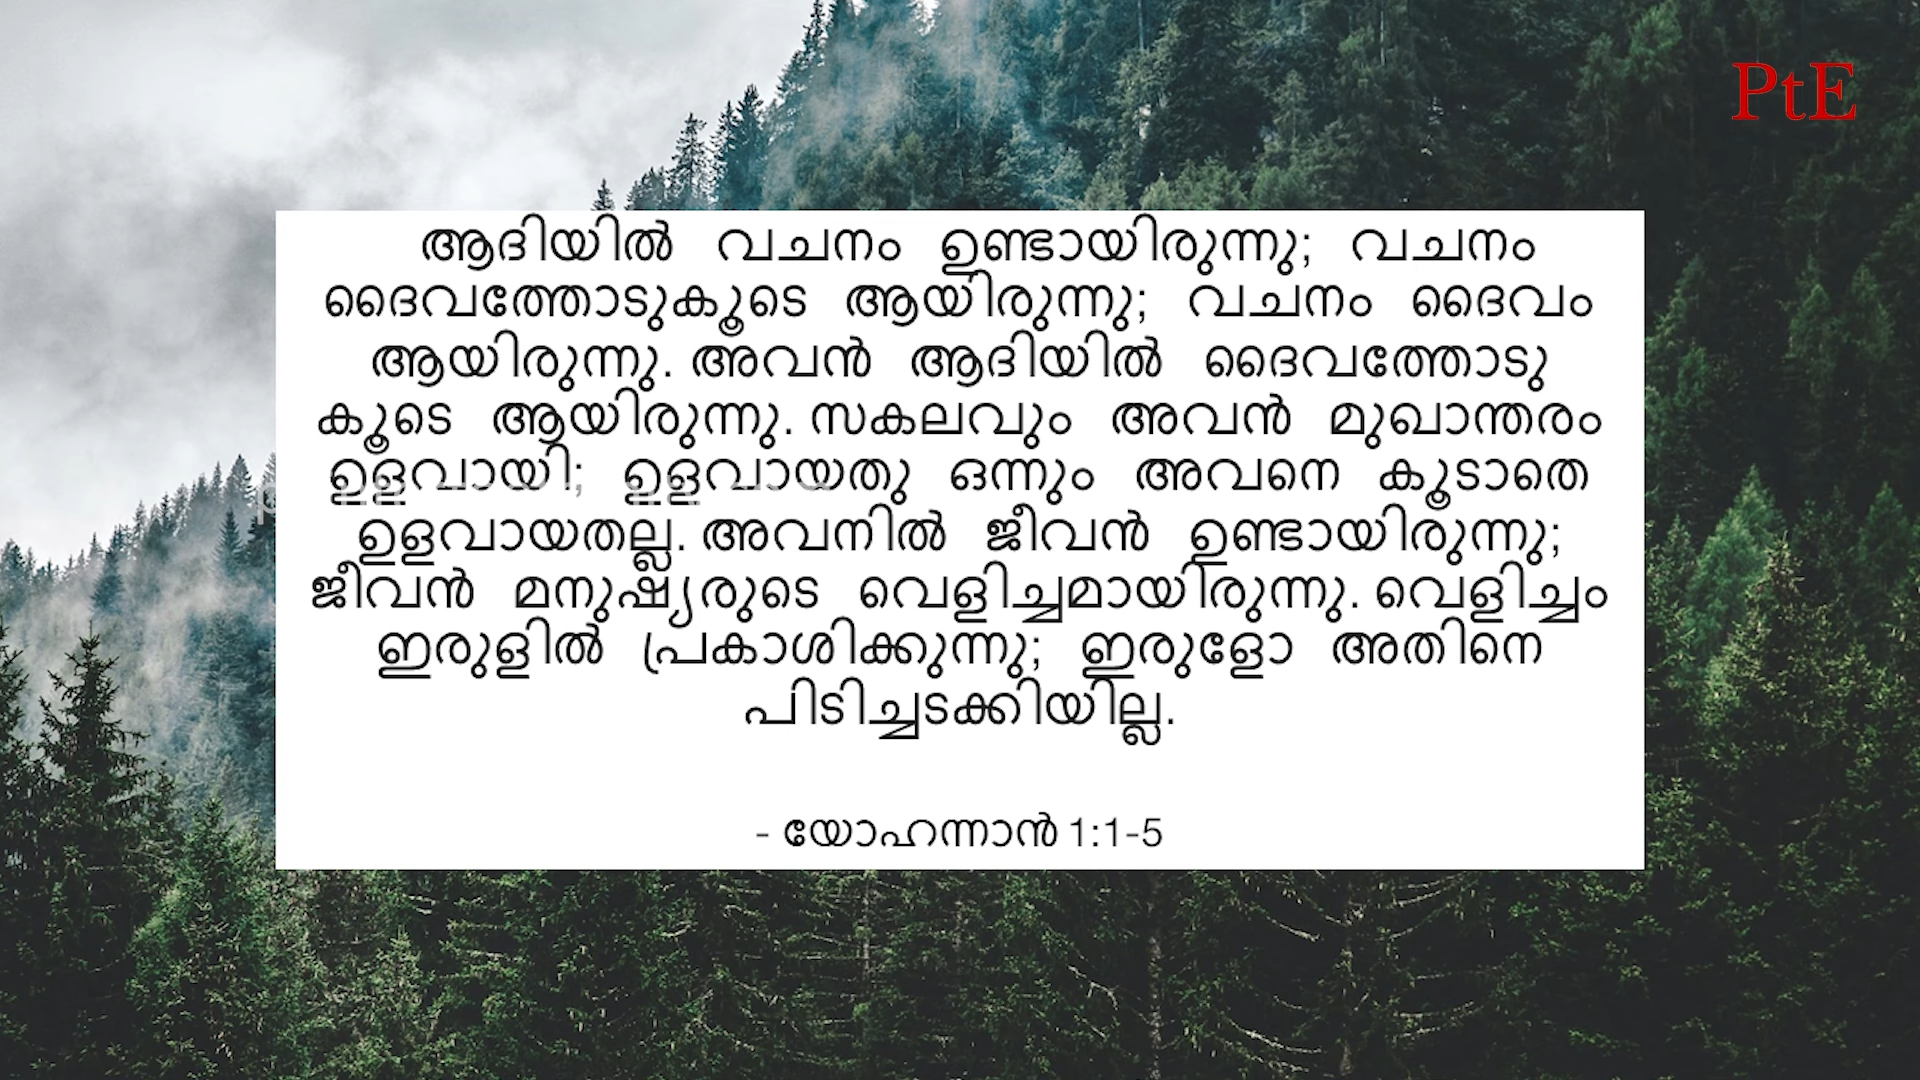 PtE
ആദിയിൽ വചനം ഉണ്ടായിരുന്നു; വചനം
ദൈവത്തോടുകൂടെ ആയിരുന്നു; വചനം ദൈവം
ആയിരുന്നു. അവൻ ആദിയിൽ ദൈവത്തോടു
കൂടെ ആയിരുന്നു. സകലവും അവൻ മുഖാന്തരം
ഉളവായി; ഉളവായതു ഒന്നും അവനെ കൂടാതെ
ഉളവായതല്ല. അവനിൽ ജീവൻ ഉണ്ടായിരുന്നു;
ജീവൻ മനുഷ്യരുടെ വെളിച്ചമായിരുന്നു. വെളിച്ചം
ഇരുളിൽ പ്രകാശിക്കുന്നു; ഇരുളോ അതിനെ
പിടിച്ചടക്കിയില്ല.
- യോഹന്നാൻ 1:1-5